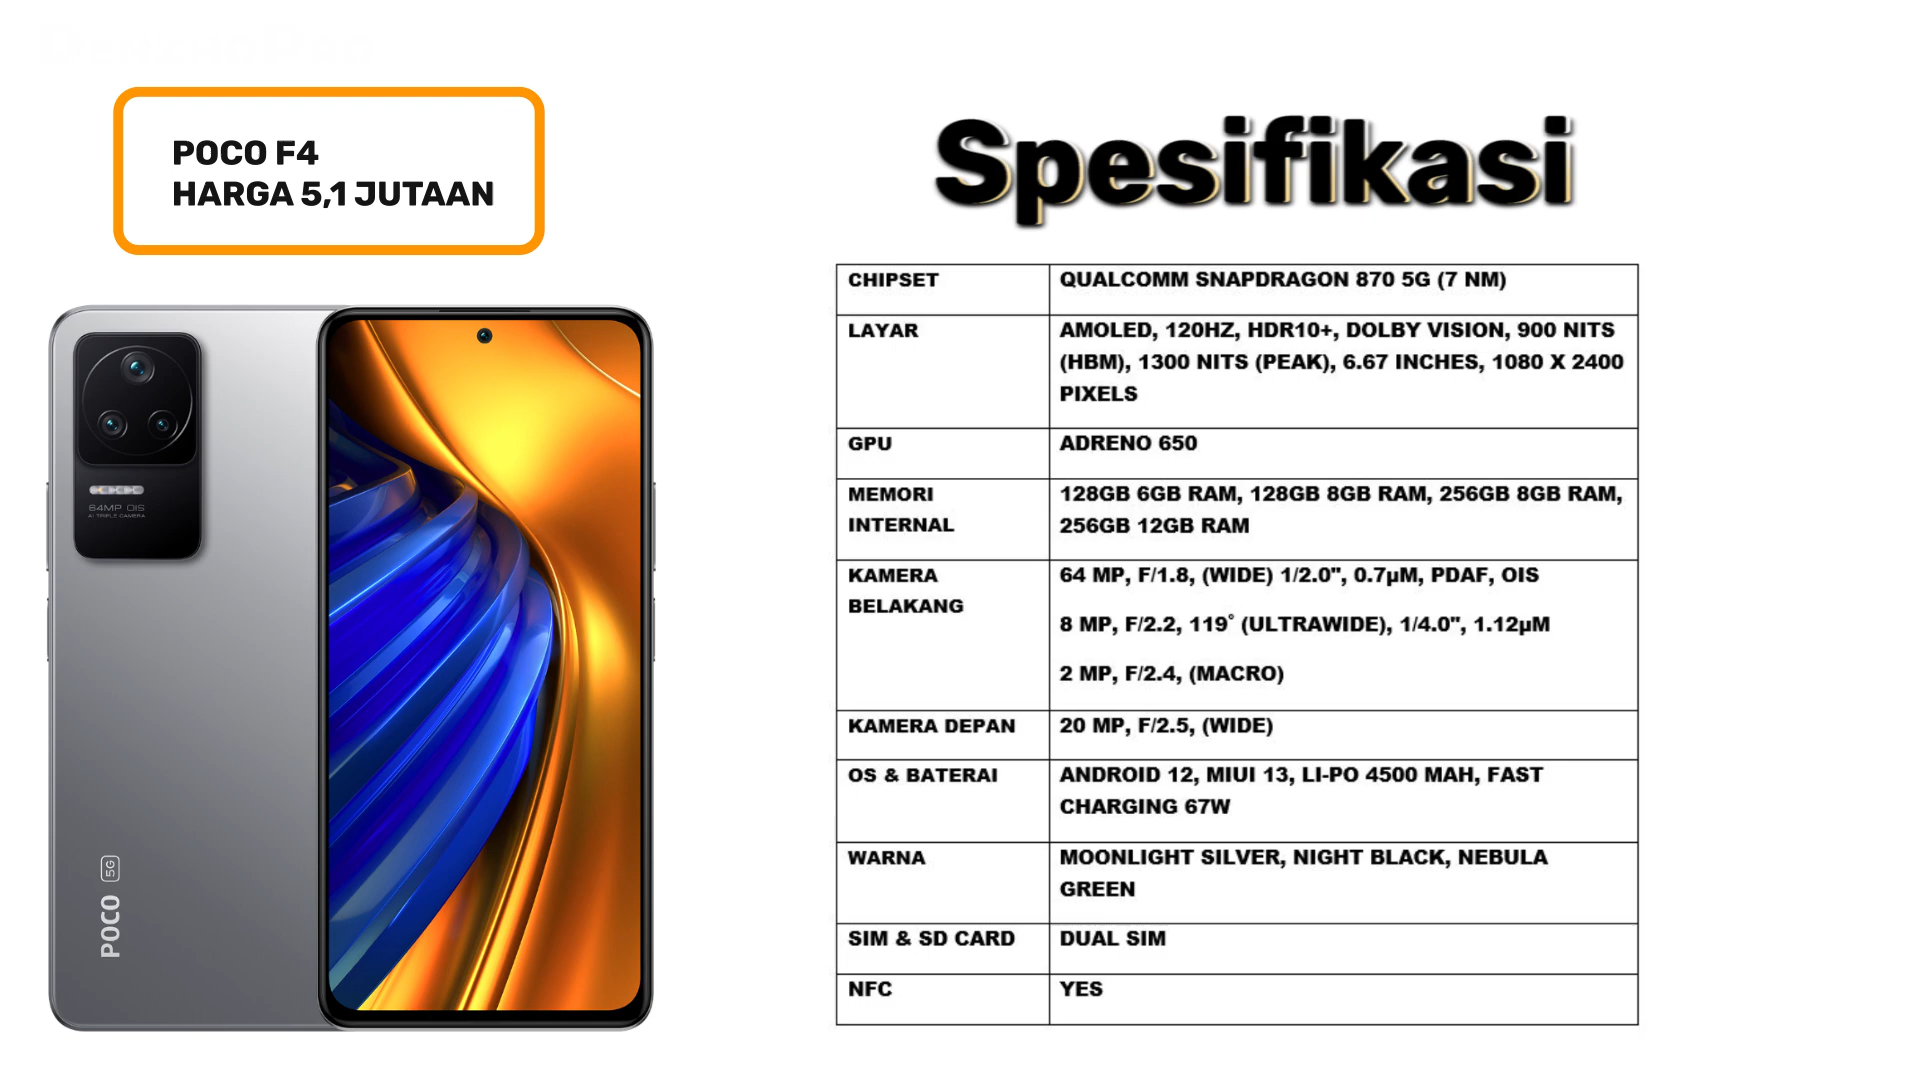 POCO F4
HARGA 5,1 JUTAAN
64MP OIS
AI TRIPLE CAMERA
POCO 5G
Spesifikasi
CHIPSET
QUALCOMM SNAPDRAGON 870 5G (7 NM)
LAYAR
AMOLED, 120HZ, HDR10+, DOLBY VISION, 900 NITS
(HBM), 1300 NITS (PEAK), 6.67 INCHES, 1080 X 2400
PIXELS
GPU
ADRENO 650
MEMORI
INTERNAL
128GB 6GB RAM, 128GB 8GB RAM, 256GB 8GB RAM,
256GB 12GB RAM
KAMERA
BELAKANG
64 MP, F/1.8, (WIDE) 1/2.0", 0.7µM, PDAF, OIS
8 MP, F/2.2, 119˚ (ULTRAWIDE), 1/4.0", 1.12µM
2 MP, F/2.4, (MACRO)
KAMERA DEPAN
20 MP, F/2.5, (WIDE)
OS & BATERAI
ANDROID 12, MIUI 13, LI-PO 4500 MAH, FAST
CHARGING 67W
WARNA
MOONLIGHT SILVER, NIGHT BLACK, NEBULA
GREEN
SIM & SD CARD
DUAL SIM
NFC
YES